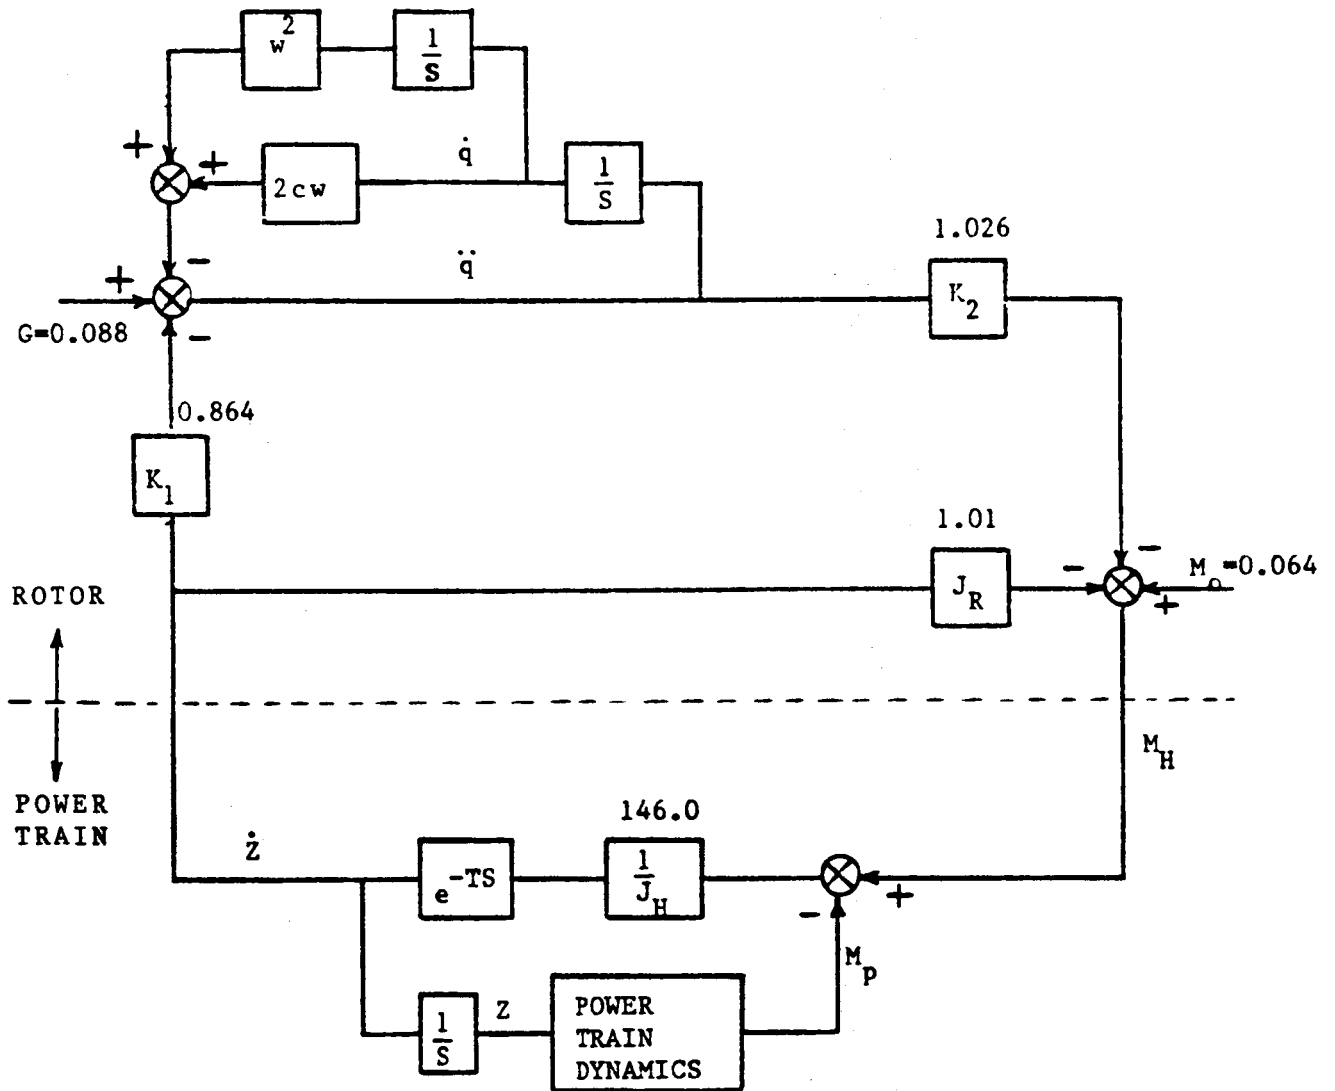 w² 1/S
+ + 2cw q̇ 1/S
1.026
+ − q̈ K₂
G=0.088 −
0.864
K₁
1.01
− − M₀=0.064
ROTOR J_R +
M_H
POWER
TRAIN
146.0
Ż e^-TS 1/J_H − +
M_p
1/S Z POWER
TRAIN
DYNAMICS